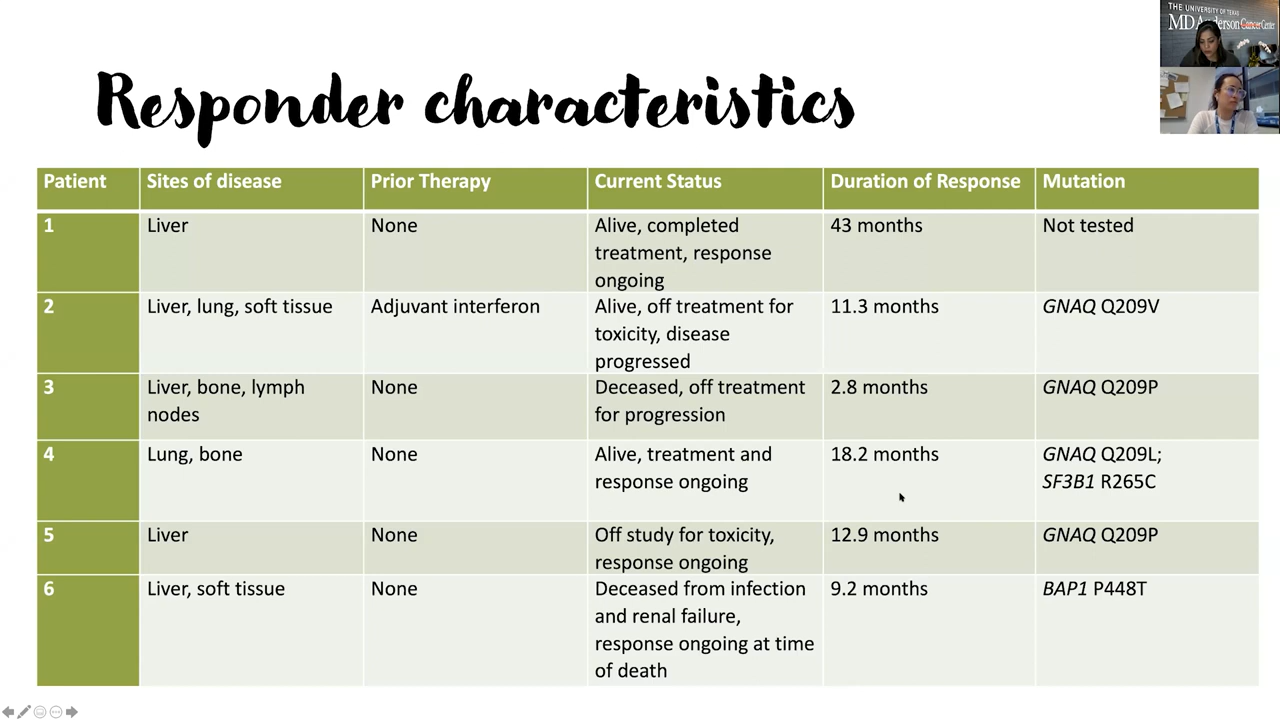 THE UNIVERSITY OF TEXAS
MD Anderson Cancer Center
Responder characteristics
Patient Sites of disease Prior Therapy Current Status Duration of Response Mutation
1 Liver None Alive, completed 43 months Not tested
treatment, response
ongoing
2 Liver, lung, soft tissue Adjuvant interferon Alive, off treatment for 11.3 months GNAQ Q209V
toxicity, disease
progressed
3 Liver, bone, lymph None Deceased, off treatment 2.8 months GNAQ Q209P
nodes for progression
4 Lung, bone None Alive, treatment and 18.2 months GNAQ Q209L;
response ongoing SF3B1 R265C
5 Liver None Off study for toxicity, 12.9 months GNAQ Q209P
response ongoing
6 Liver, soft tissue None Deceased from infection 9.2 months BAP1 P448T
and renal failure,
response ongoing at time
of death